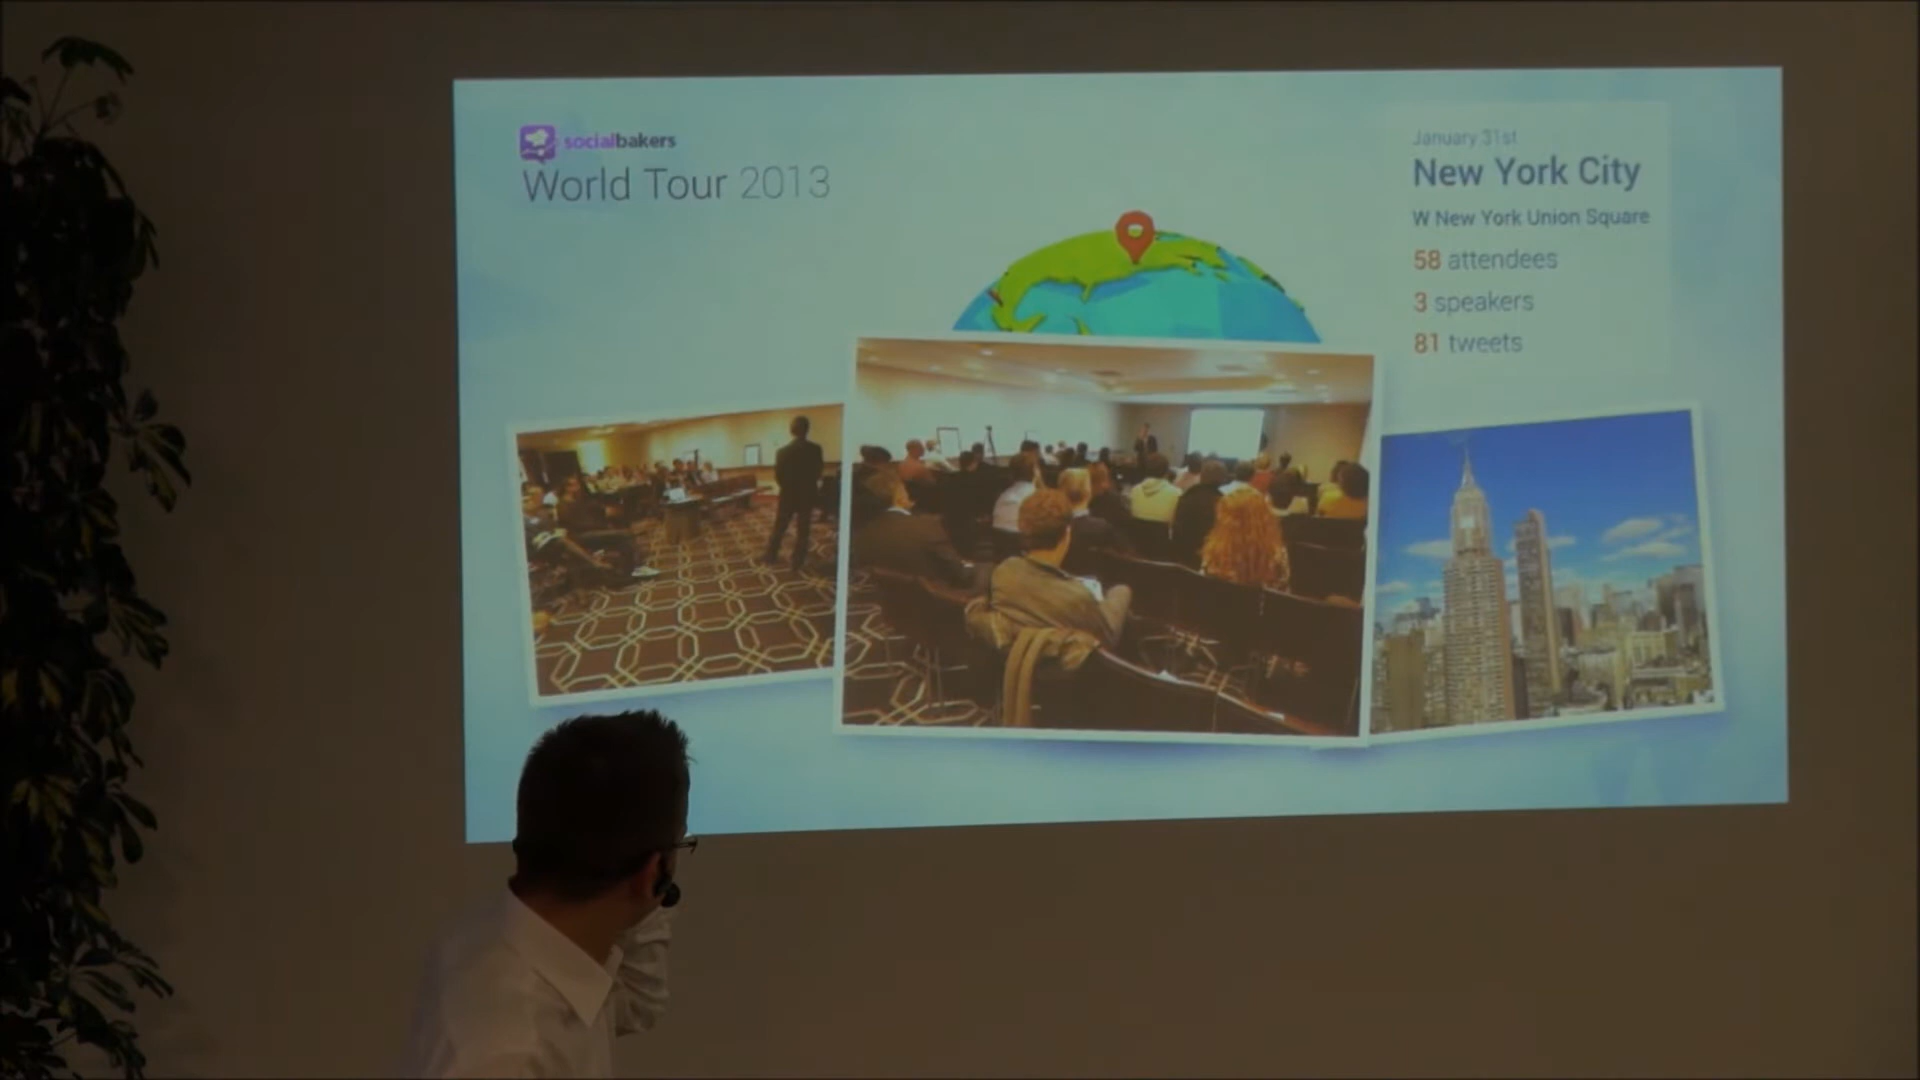 socialbakers
World Tour 2013
January 31st
New York City
W New York Union Square
58 attendees
3 speakers
81 tweets